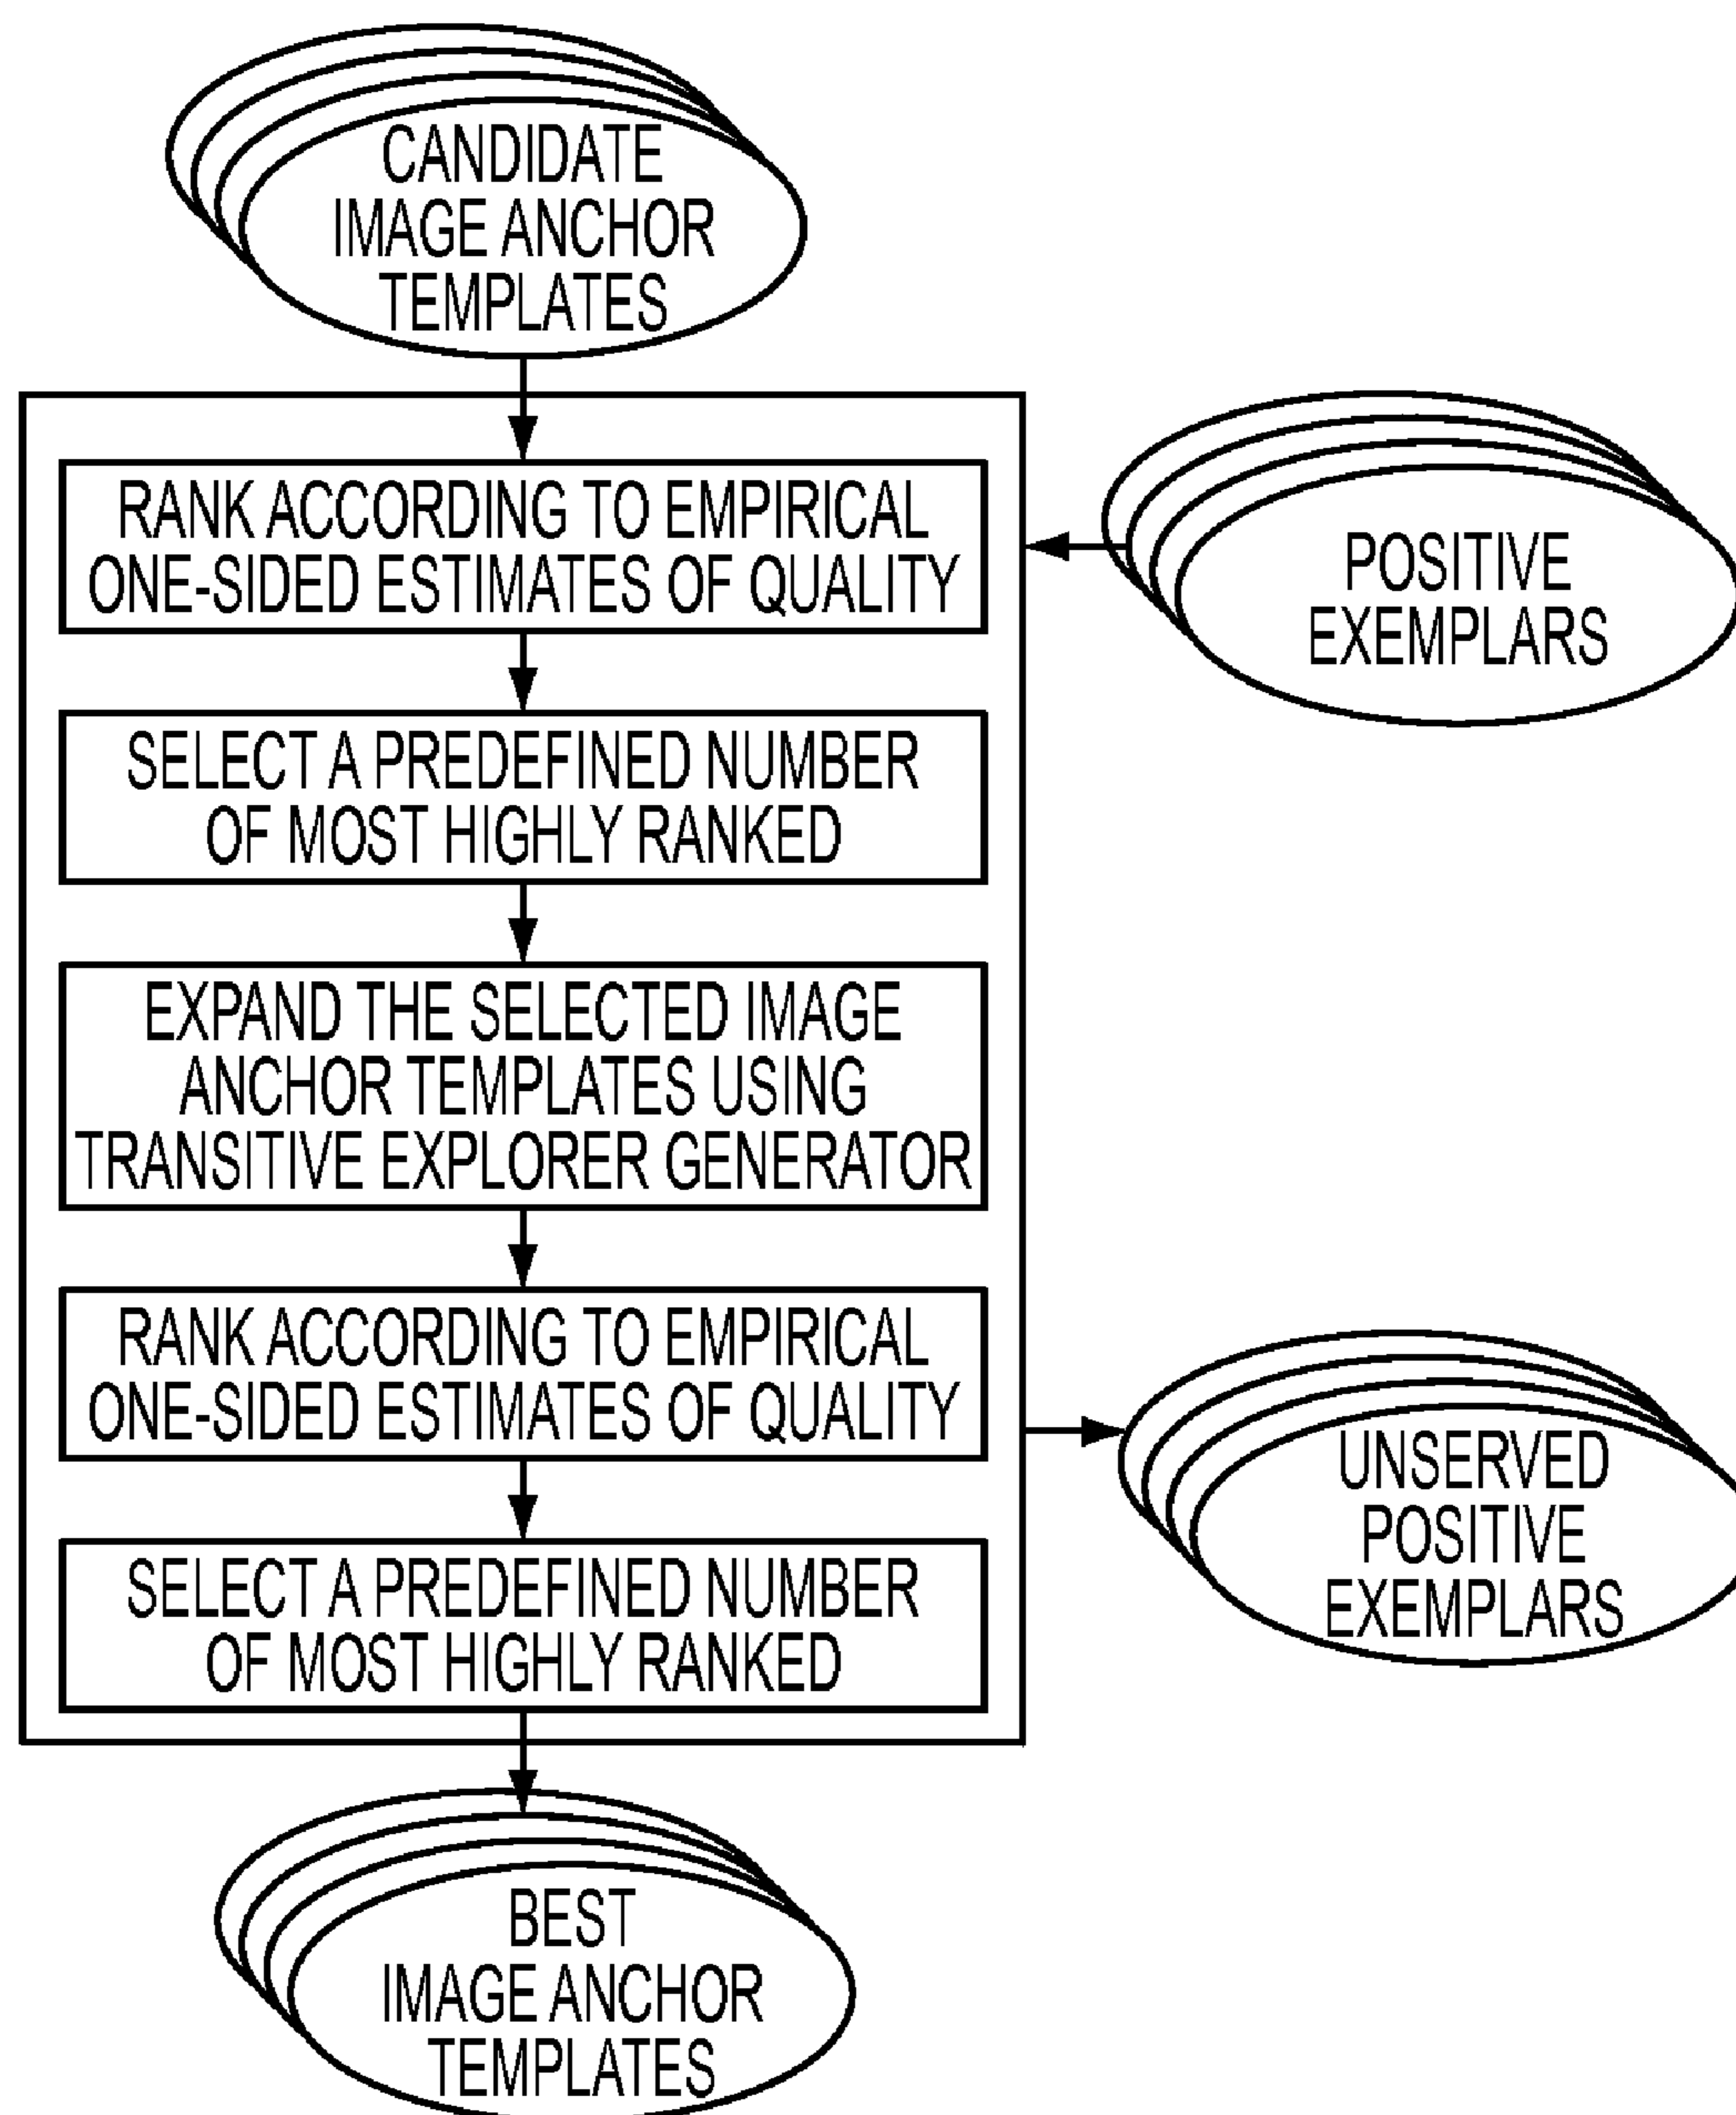 CANDIDATE
IMAGE ANCHOR
TEMPLATES
RANK ACCORDING TO EMPIRICAL
ONE-SIDED ESTIMATES OF QUALITY
POSITIVE
EXEMPLARS
SELECT A PREDEFINED NUMBER
OF MOST HIGHLY RANKED
EXPAND THE SELECTED IMAGE
ANCHOR TEMPLATES USING
TRANSITIVE EXPLORER GENERATOR
RANK ACCORDING TO EMPIRICAL
ONE-SIDED ESTIMATES OF QUALITY
UNSERVED
POSITIVE
EXEMPLARS
SELECT A PREDEFINED NUMBER
OF MOST HIGHLY RANKED
BEST
IMAGE ANCHOR
TEMPLATES